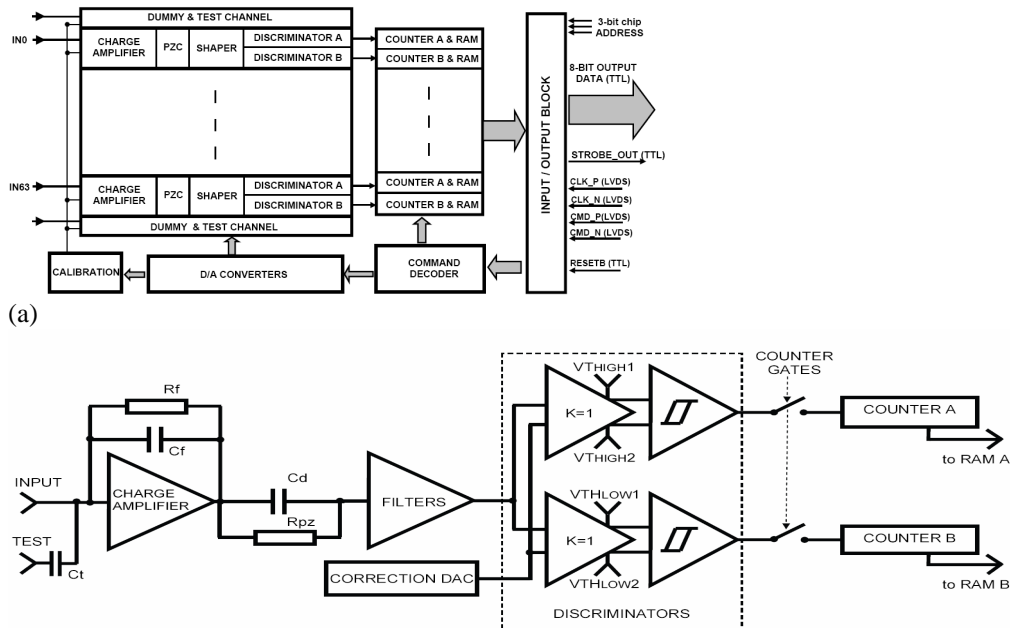 DUMMY & TEST CHANNEL
IN0
CHARGE
AMPLIFIER
PZC
SHAPER
DISCRIMINATOR A
DISCRIMINATOR B
COUNTER A & RAM
COUNTER B & RAM
IN63
CHARGE
AMPLIFIER
PZC
SHAPER
DISCRIMINATOR A
DISCRIMINATOR B
COUNTER A & RAM
COUNTER B & RAM
DUMMY & TEST CHANNEL
CALIBRATION
D/A CONVERTERS
COMMAND
DECODER
INPUT / OUTPUT BLOCK
3-bit chip
ADDRESS
8-BIT OUTPUT
DATA (TTL)
STROBE_OUT (TTL)
CLK_P (LVDS)
CLK_N (LVDS)
CMD_P(LVDS)
CMD_N (LVDS)
RESETB (TTL)
(a)
INPUT
TEST
Ct
Rf
Cf
CHARGE
AMPLIFIER
Cd
Rpz
FILTERS
CORRECTION DAC
VTHIGH1
K=1
VTHIGH2
VTHLOW1
K=1
VTHLOW2
DISCRIMINATORS
COUNTER
GATES
COUNTER A
to RAM A
COUNTER B
to RAM B